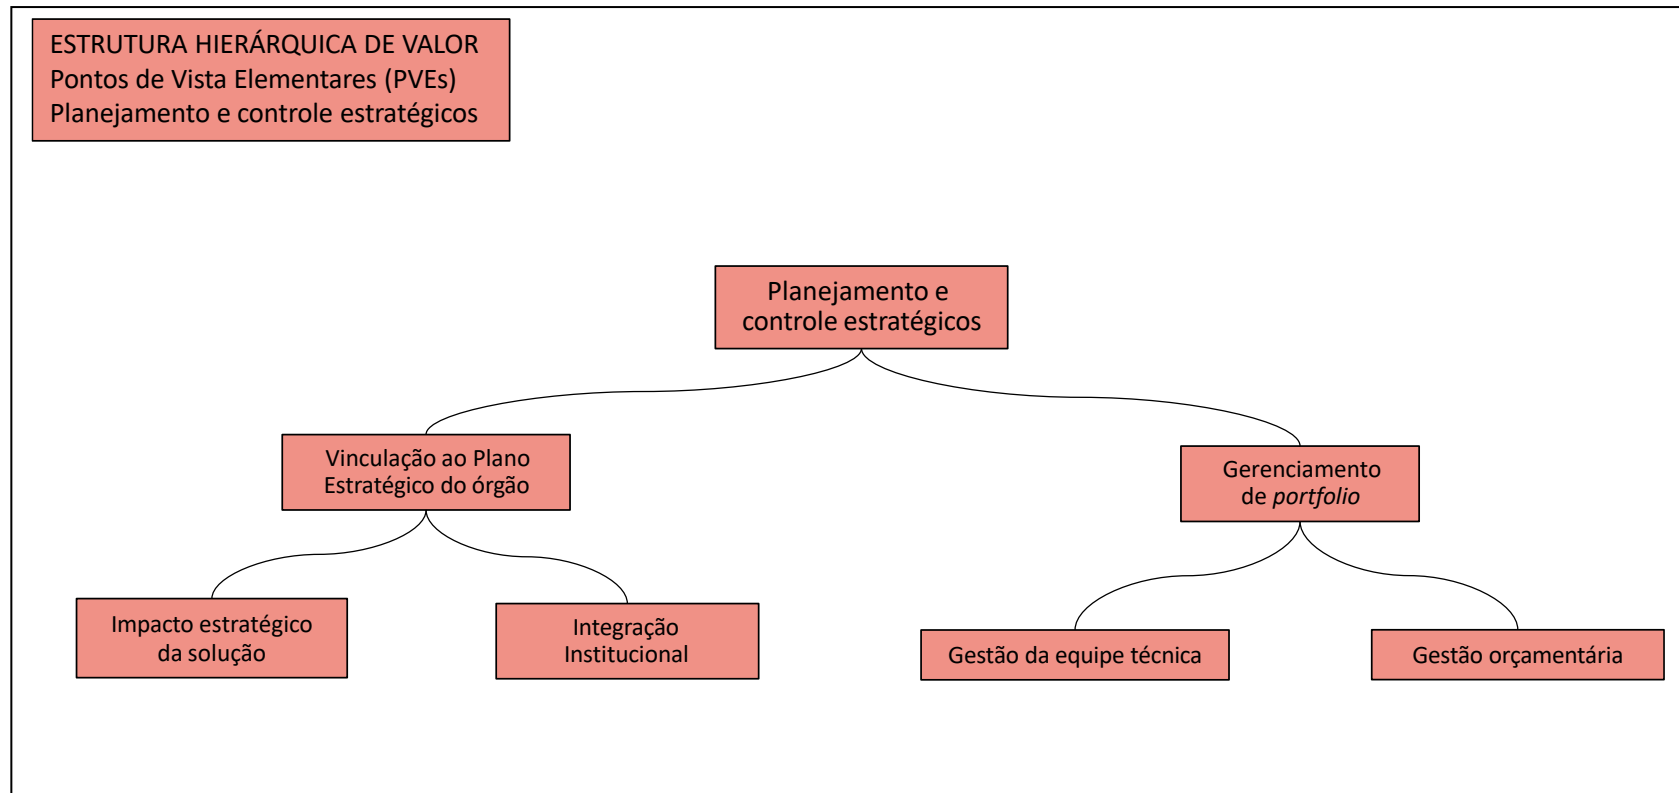 ESTRUTURA HIERÁRQUICA DE VALOR
Pontos de Vista Elementares (PVEs)
Planejamento e controle estratégicos
Planejamento e
controle estratégicos
Vinculação ao Plano
Estratégico do órgão
Gerenciamento
de portfolio
Impacto estratégico
da solução
Integração
Institucional
Gestão da equipe técnica
Gestão orçamentária